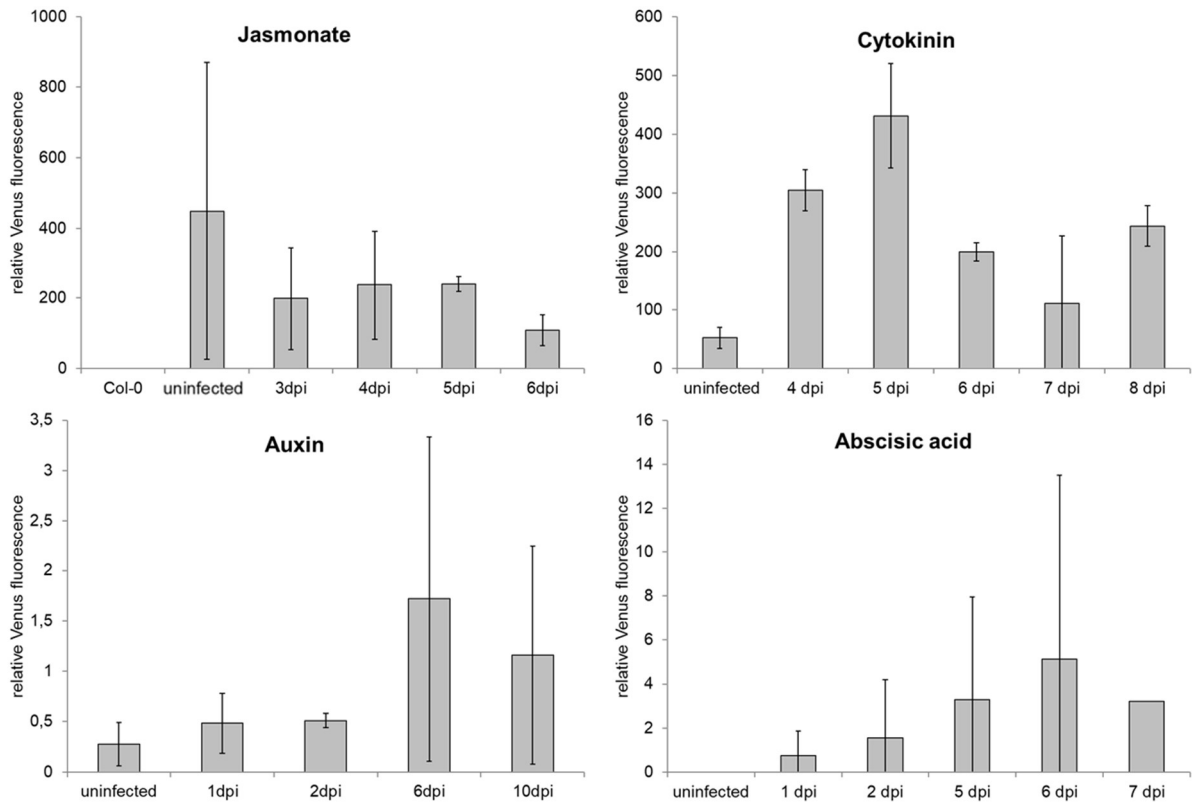 Jasmonate
relative Venus fluorescence
1000
800
600
400
200
0
Col-0 uninfected 3dpi 4dpi 5dpi 6dpi
Cytokinin
relative Venus fluorescence
600
500
400
300
200
100
0
uninfected 4 dpi 5 dpi 6 dpi 7 dpi 8 dpi
Auxin
relative Venus fluorescence
3,5
3
2,5
2
1,5
1
0,5
0
uninfected 1dpi 2dpi 6dpi 10dpi
Abscisic acid
relative Venus fluorescence
16
14
12
10
8
6
4
2
0
uninfected 1 dpi 2 dpi 5 dpi 6 dpi 7 dpi